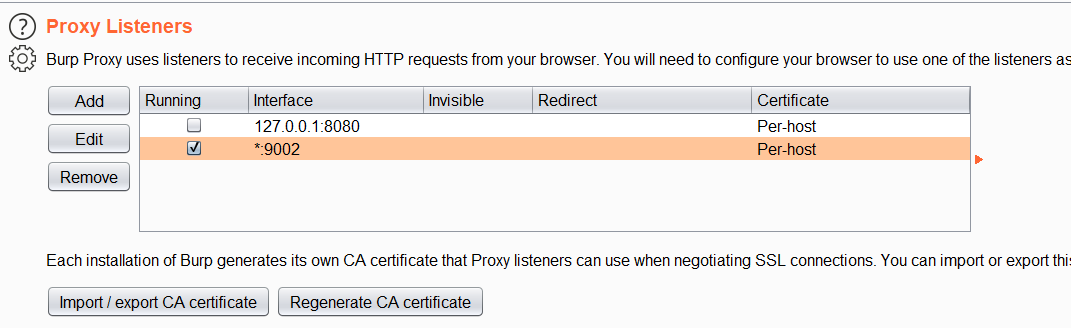 ? Proxy Listeners
Burp Proxy uses listeners to receive incoming HTTP requests from your browser. You will need to configure your browser to use one of the listeners as
Add
Edit
Remove
Running Interface Invisible Redirect Certificate
127.0.0.1:8080 Per-host
*:9002 Per-host
Each installation of Burp generates its own CA certificate that Proxy listeners can use when negotiating SSL connections. You can import or export this
Import / export CA certificate Regenerate CA certificate